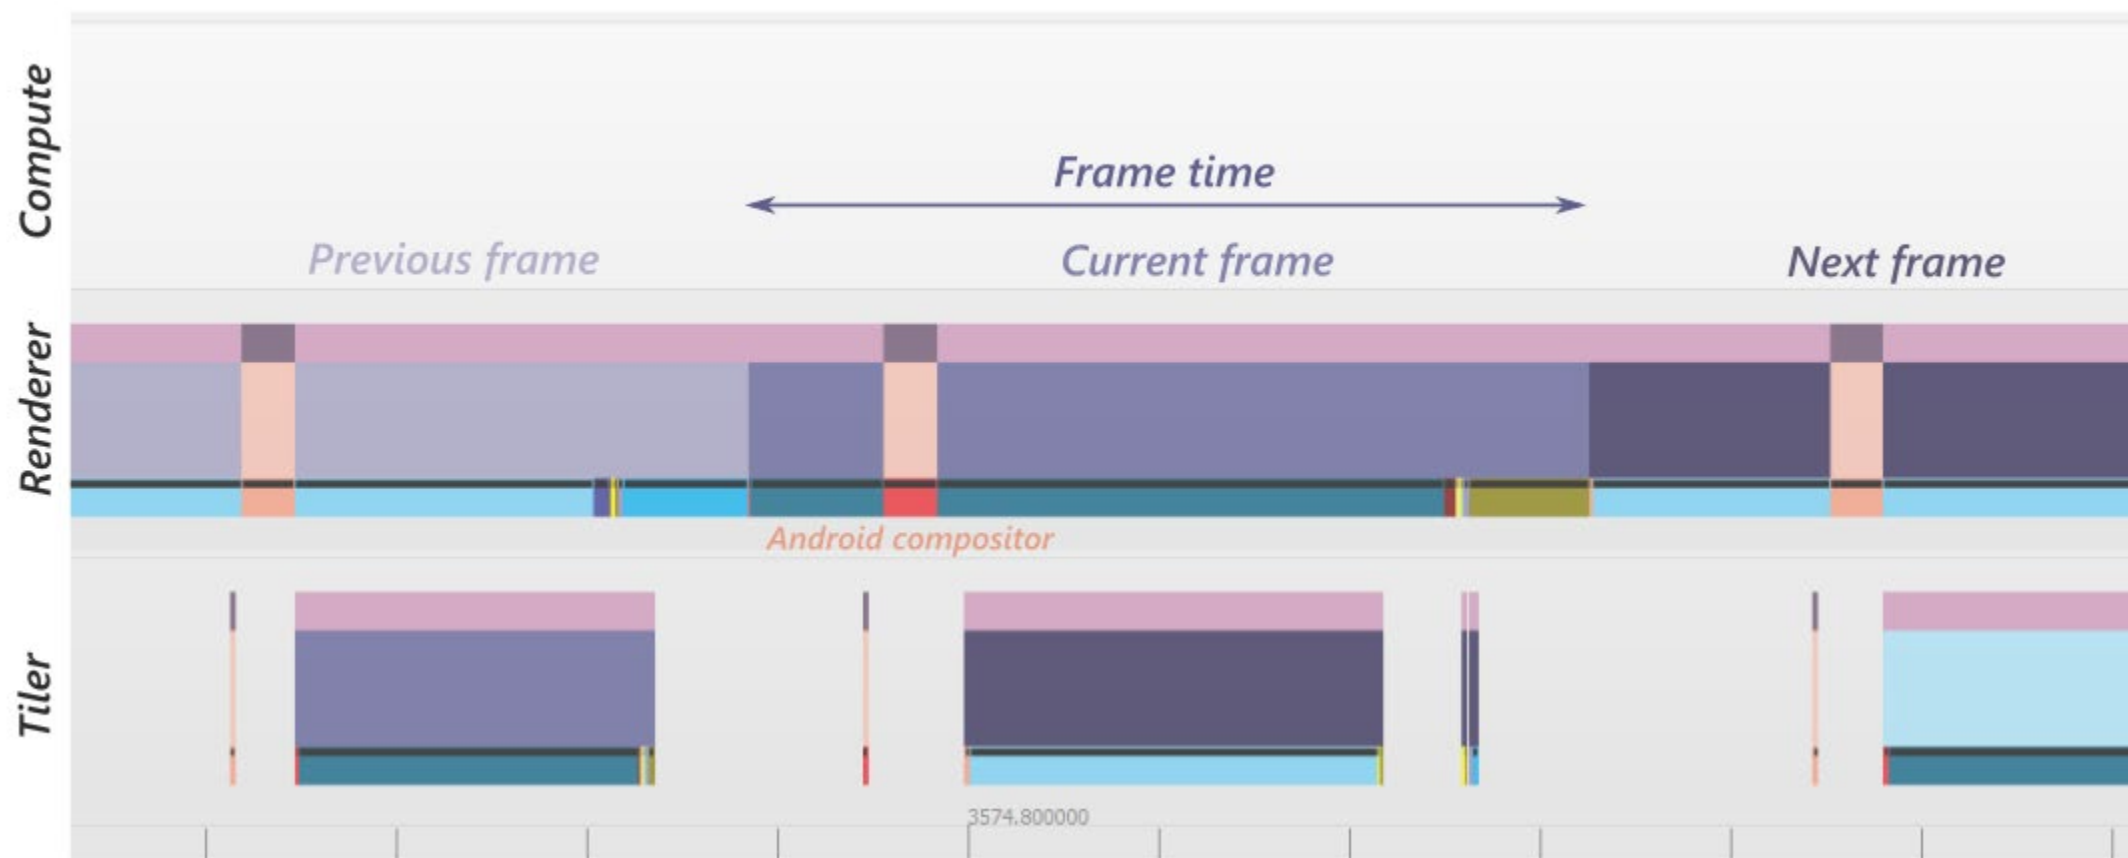 Compute
Frame time
Previous frame
Current frame
Next frame
Renderer
Android compositor
Tiler
3574.800000